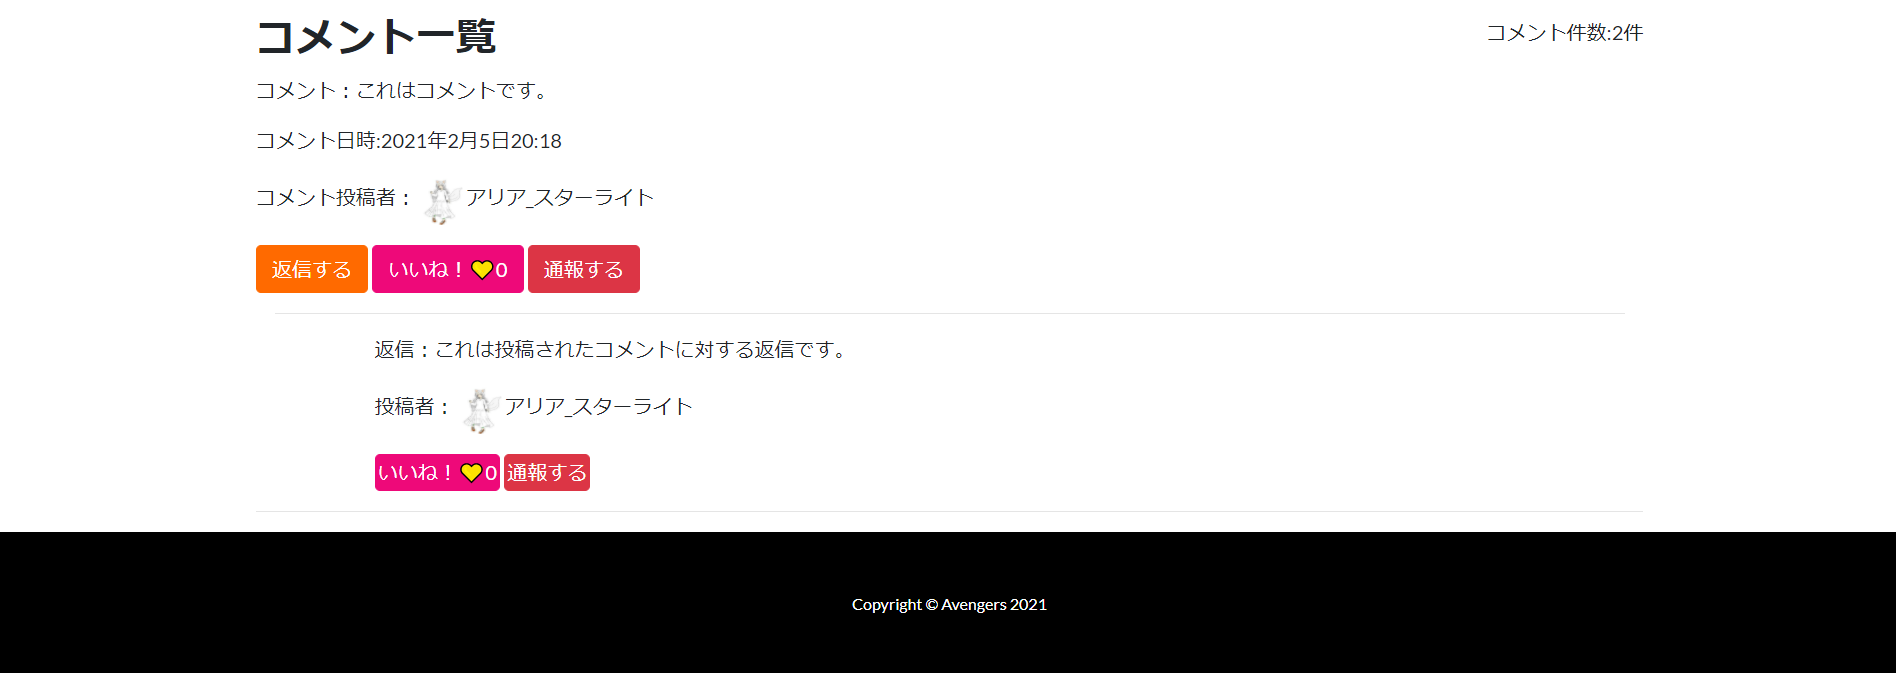 コメント一覧
コメント件数:2件
コメント：これはコメントです。
コメント日時:2021年2月5日20:18
コメント投稿者： アリア_スターライト
返信する いいね！💛0 通報する
返信：これは投稿されたコメントに対する返信です。
投稿者： アリア_スターライト
いいね！💛0 通報する
Copyright © Avengers 2021